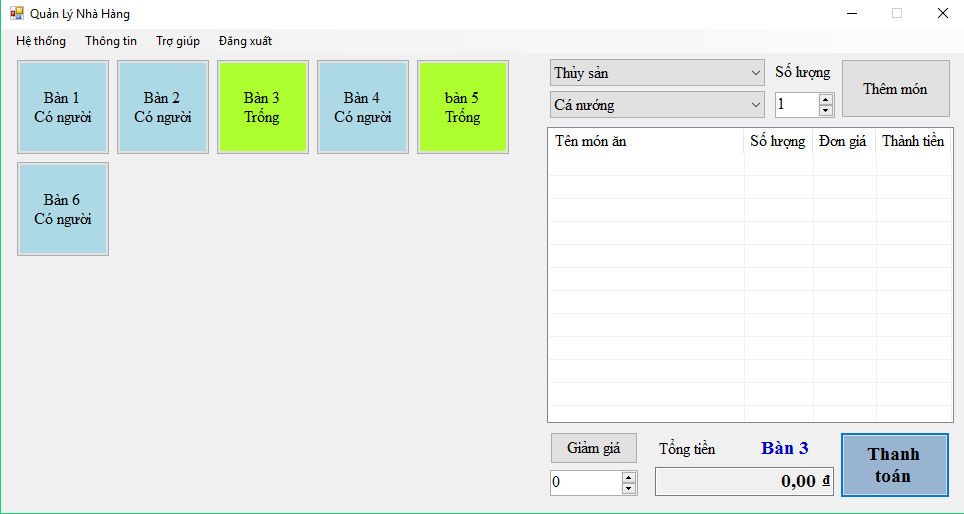 Quản Lý Nhà Hàng
Hệ thống Thông tin Trợ giúp Đăng xuất
Bàn 1
Có người
Bàn 2
Có người
Bàn 3
Trống
Bàn 4
Có người
bàn 5
Trống
Bàn 6
Có người
Thủy sản
Số lượng
Thêm món
Cá nướng
1
Tên món ăn Số lượng Đơn giá Thành tiền
Giảm giá
Tổng tiền
Bàn 3
Thanh
toán
0
0,00 ₫